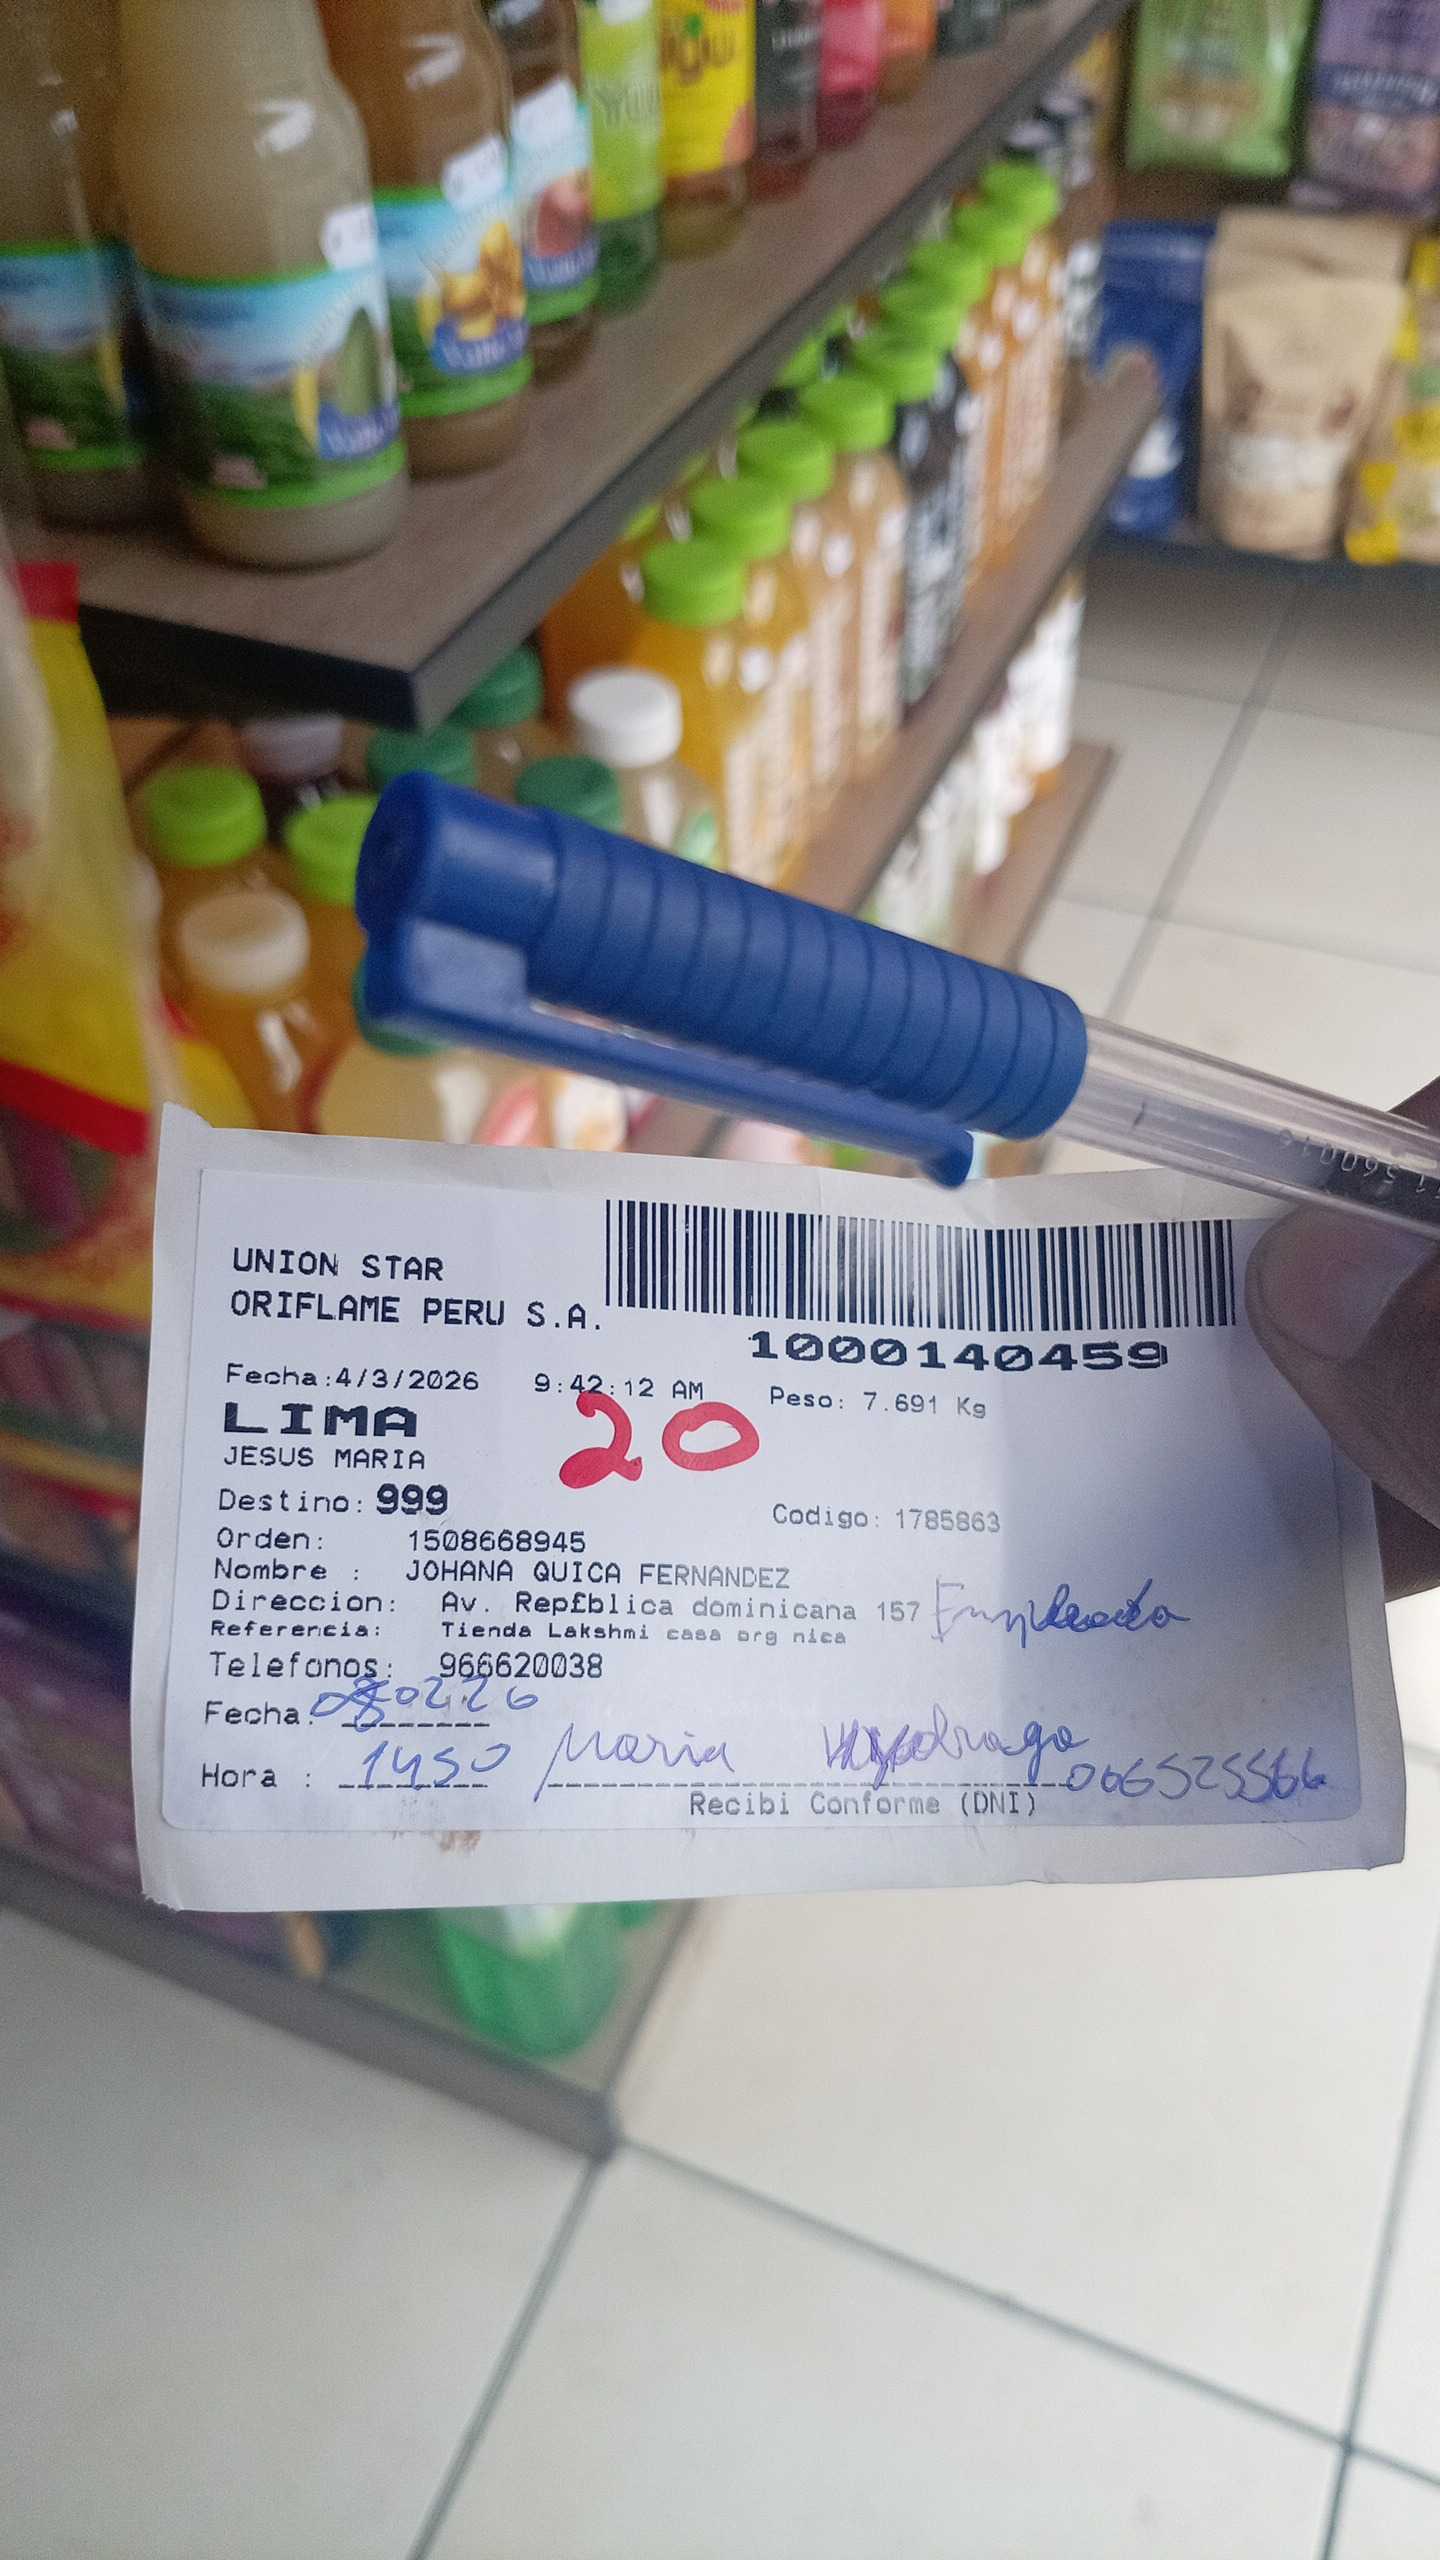 UNION STAR
ORIFLAME PERU S.A.
1000140459
Fecha:4/3/2026 9:42:12 AM Peso: 7.691 Kg
LIMA 20
JESUS MARIA
Destino: 999 Codigo: 1785863
Orden: 1508668945
Nombre : JOHANA QUICA FERNANDEZ
Direccion: Av. Rep£blica dominicana 157 Empleada
Referencia: Tienda Lakshmi casa org nica
Telefonos: 966620038
Fecha:
Hora : 1450 Maria
Recibi Conforme (DNI)